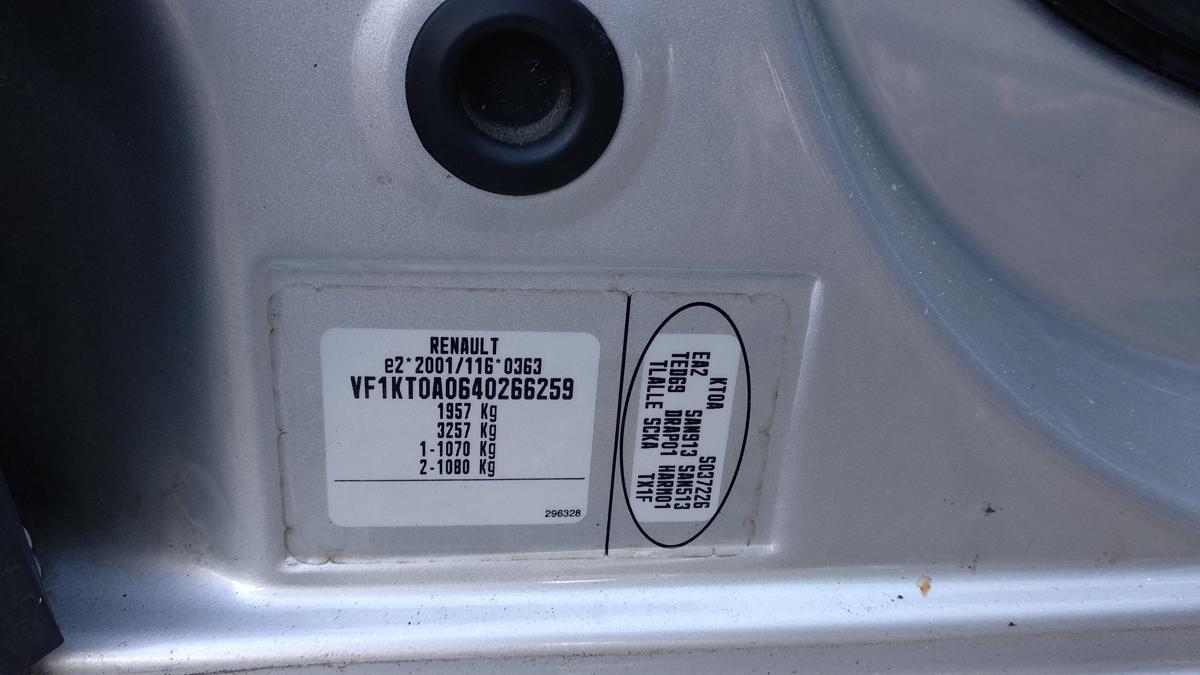 RENAULT
e2*2001/116*0363
VF1KT0A0640266259
1957 Kg
3257 Kg
1-1070 Kg
2-1080 Kg
296328
KT0A S037226
EA2 SAN913 SAN513
TED69 DRAP01 HARM01
TLALLE SCKA TX1F